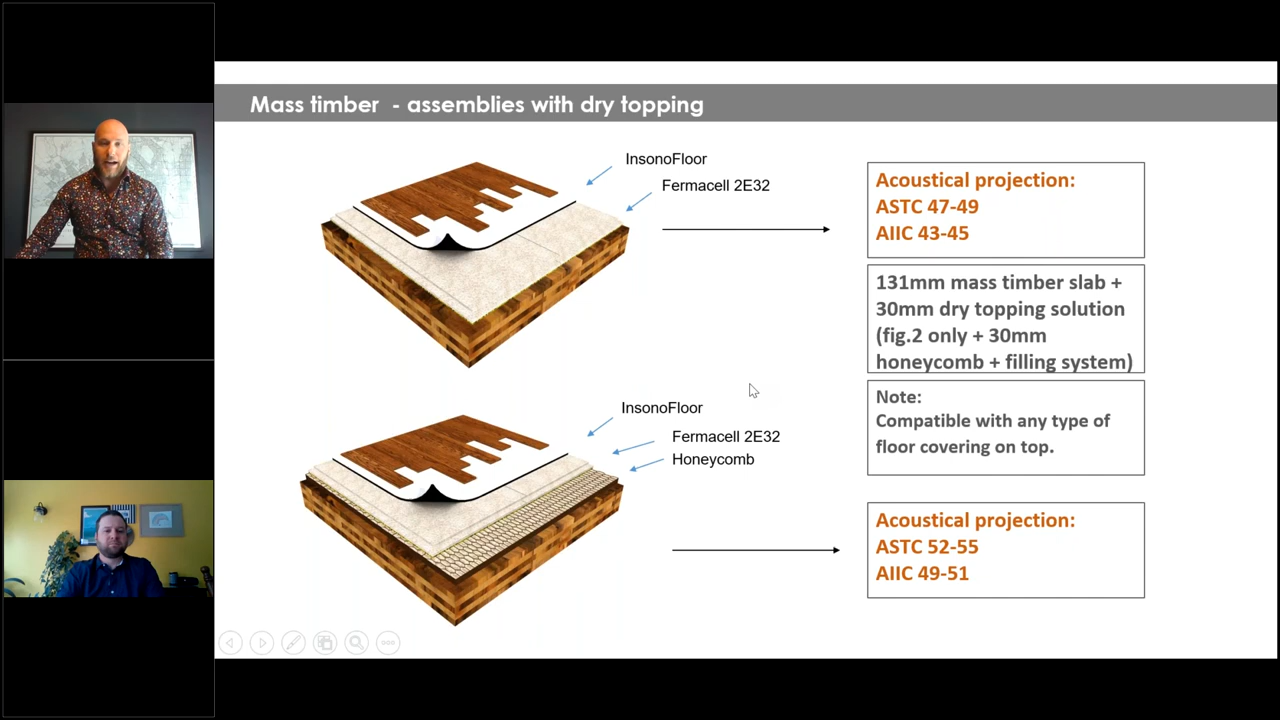 Mass timber - assemblies with dry topping
InsonoFloor
Fermacell 2E32
Acoustical projection:
ASTC 47-49
AIIC 43-45
131mm mass timber slab +
30mm dry topping solution
(fig.2 only + 30mm
honeycomb + filling system)
Note:
Compatible with any type of
floor covering on top.
InsonoFloor
Fermacell 2E32
Honeycomb
Acoustical projection:
ASTC 52-55
AIIC 49-51